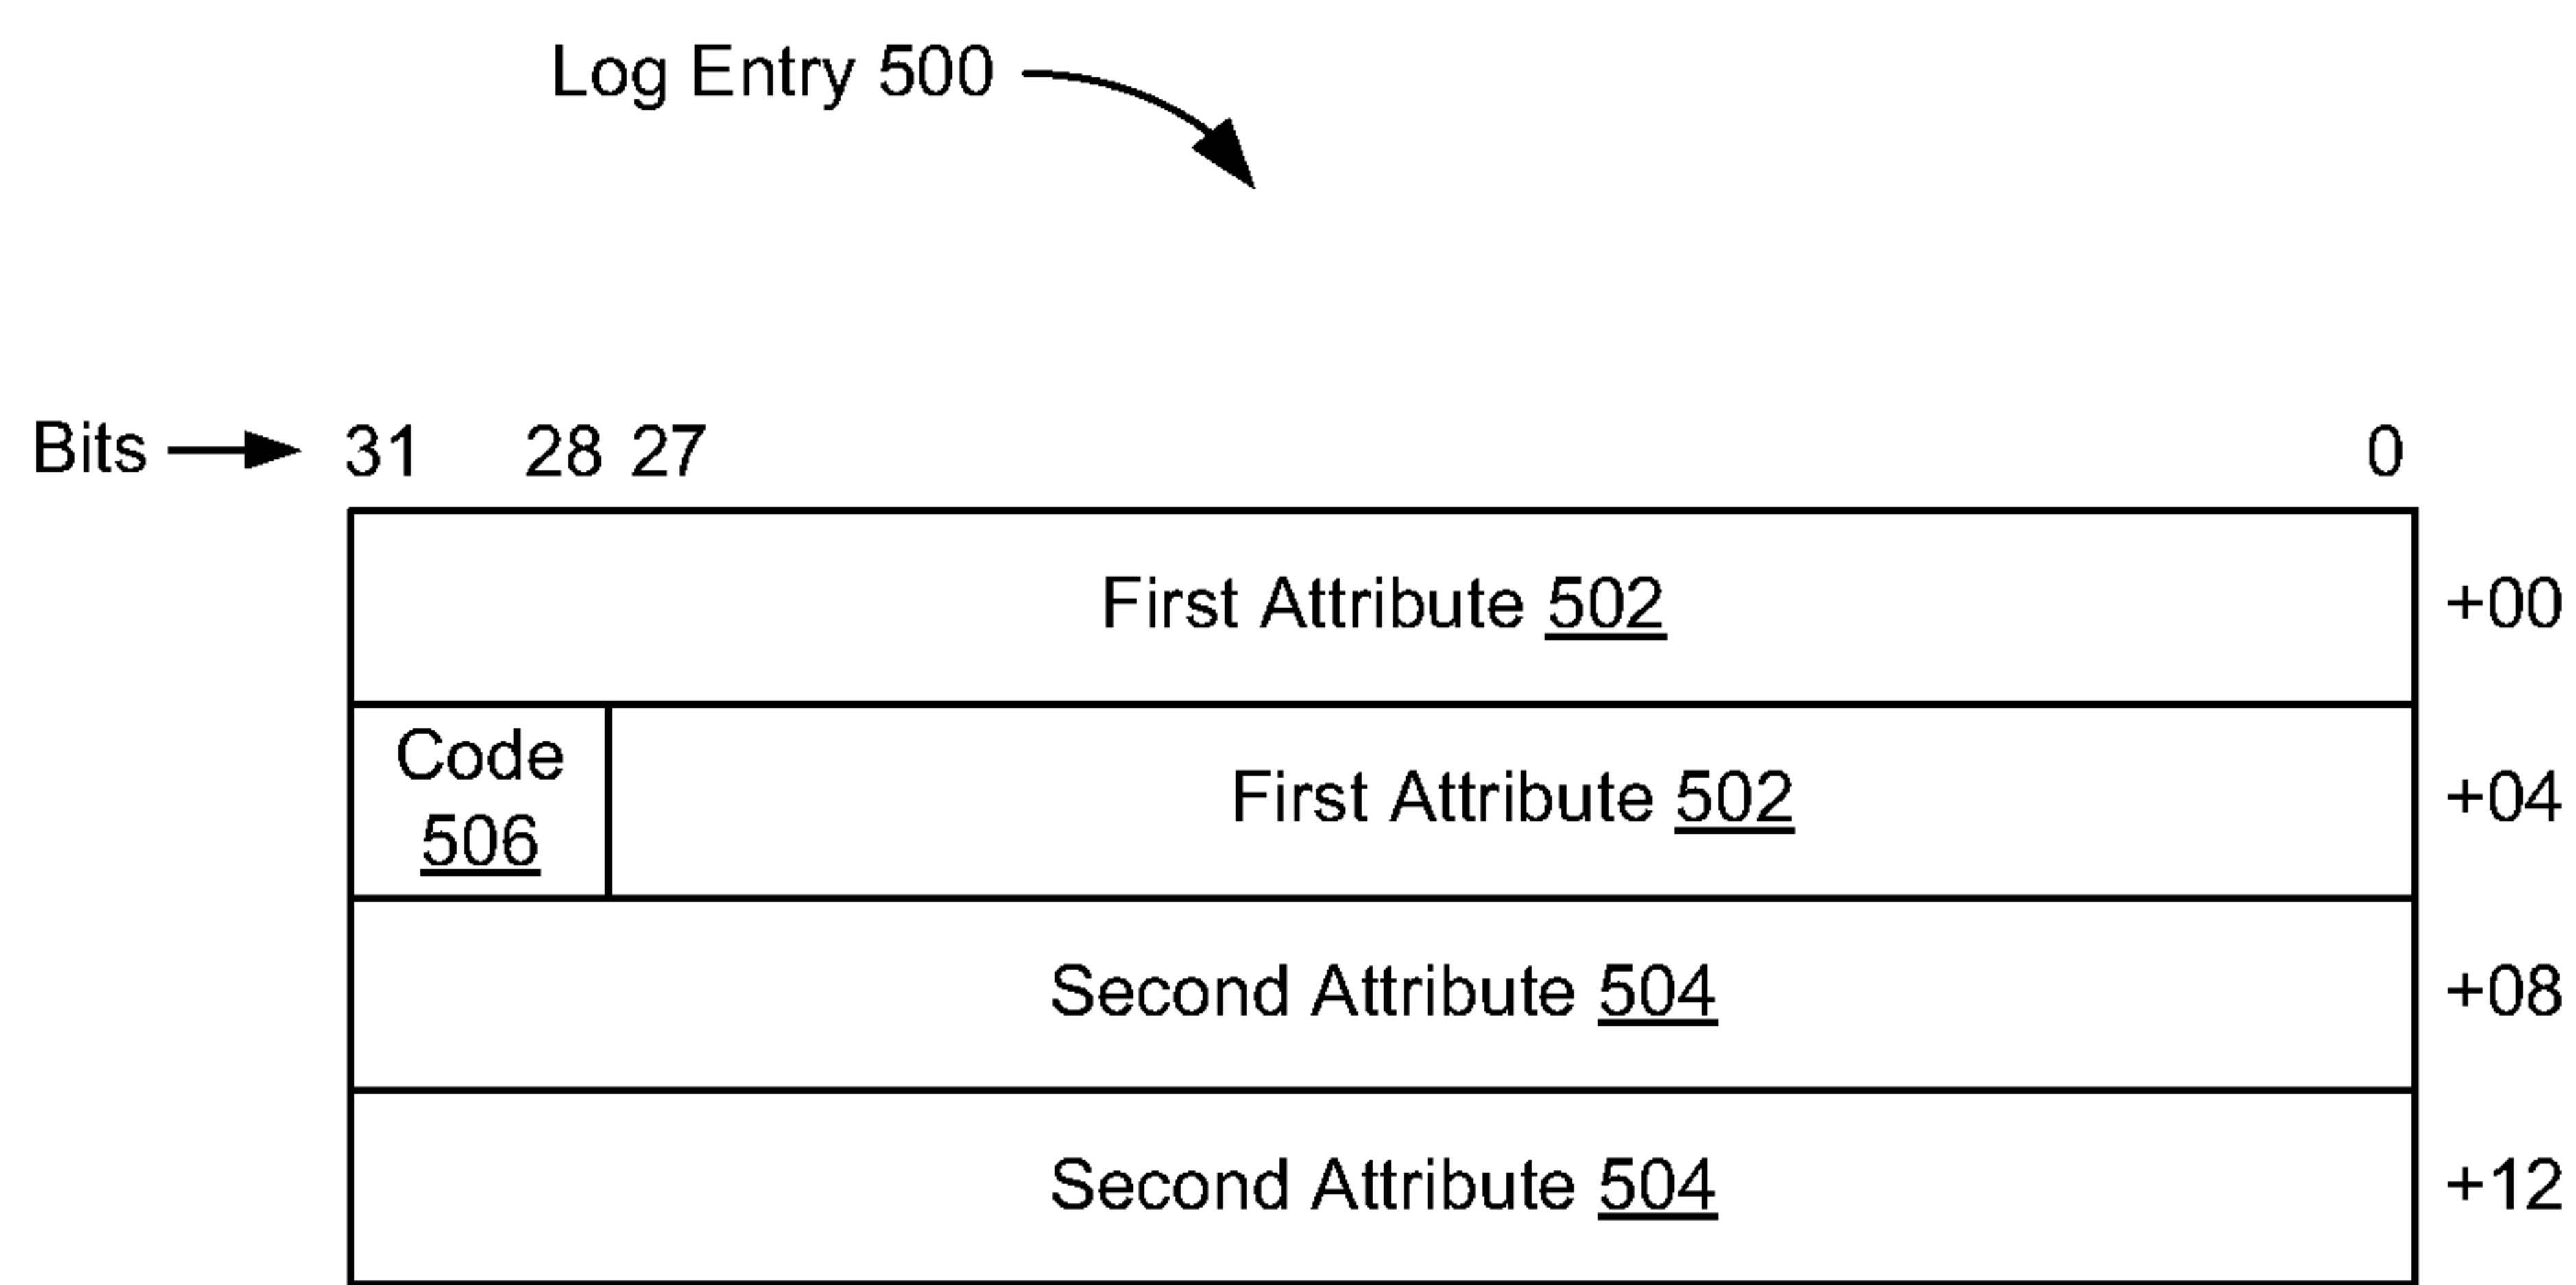 Log Entry 500
Bits 31 28 27 0
First Attribute 502 +00
Code
506
First Attribute 502 +04
Second Attribute 504 +08
Second Attribute 504 +12